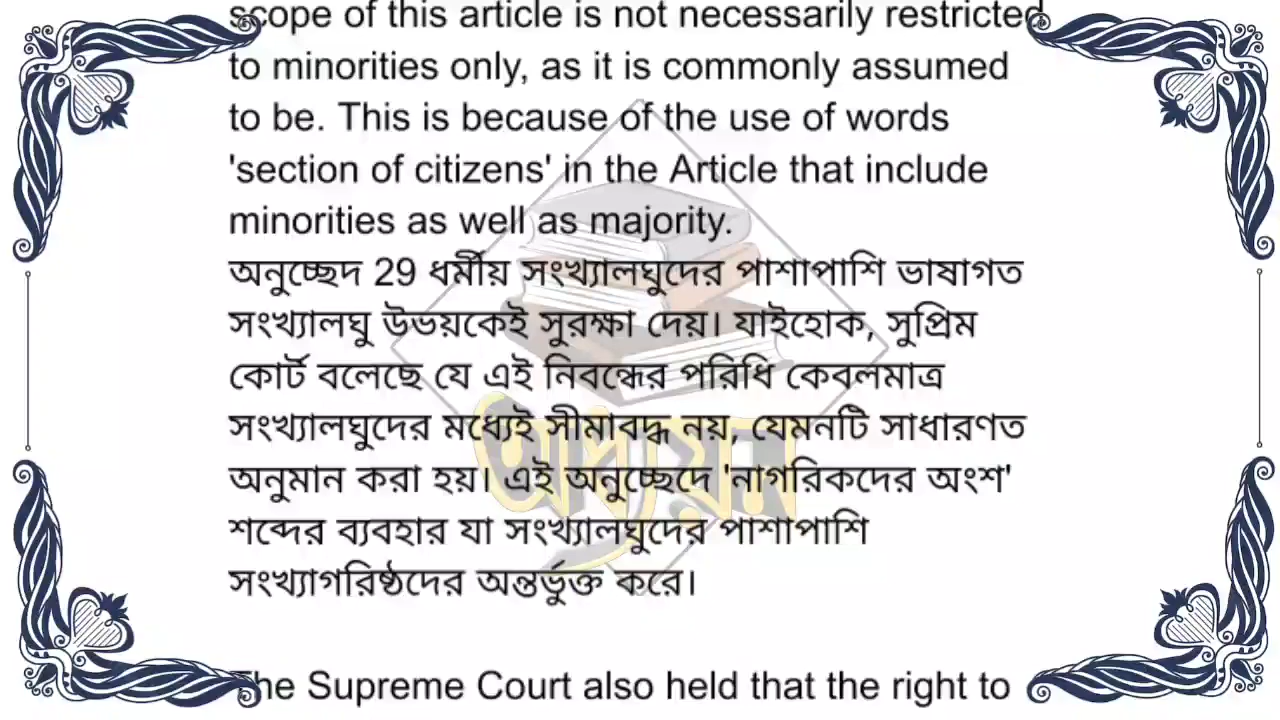 scope of this article is not necessarily restricted
to minorities only, as it is commonly assumed
to be. This is because of the use of words
'section of citizens' in the Article that include
minorities as well as majority.
অনুচ্ছেদ 29 ধর্মীয় সংখ্যালঘুদের পাশাপাশি ভাষাগত
সংখ্যালঘু উভয়কেই সুরক্ষা দেয়। যাইহোক, সুপ্রিম
কোর্ট বলেছে যে এই নিবন্ধের পরিধি কেবলমাত্র
সংখ্যালঘুদের মধ্যেই সীমাবদ্ধ নয়, যেমনটি সাধারণত
অনুমান করা হয়। এই অনুচ্ছেদে 'নাগরিকদের অংশ'
শব্দের ব্যবহার যা সংখ্যালঘুদের পাশাপাশি
সংখ্যাগরিষ্ঠদের অন্তর্ভুক্ত করে।
The Supreme Court also held that the right to
অধ্যয়ন